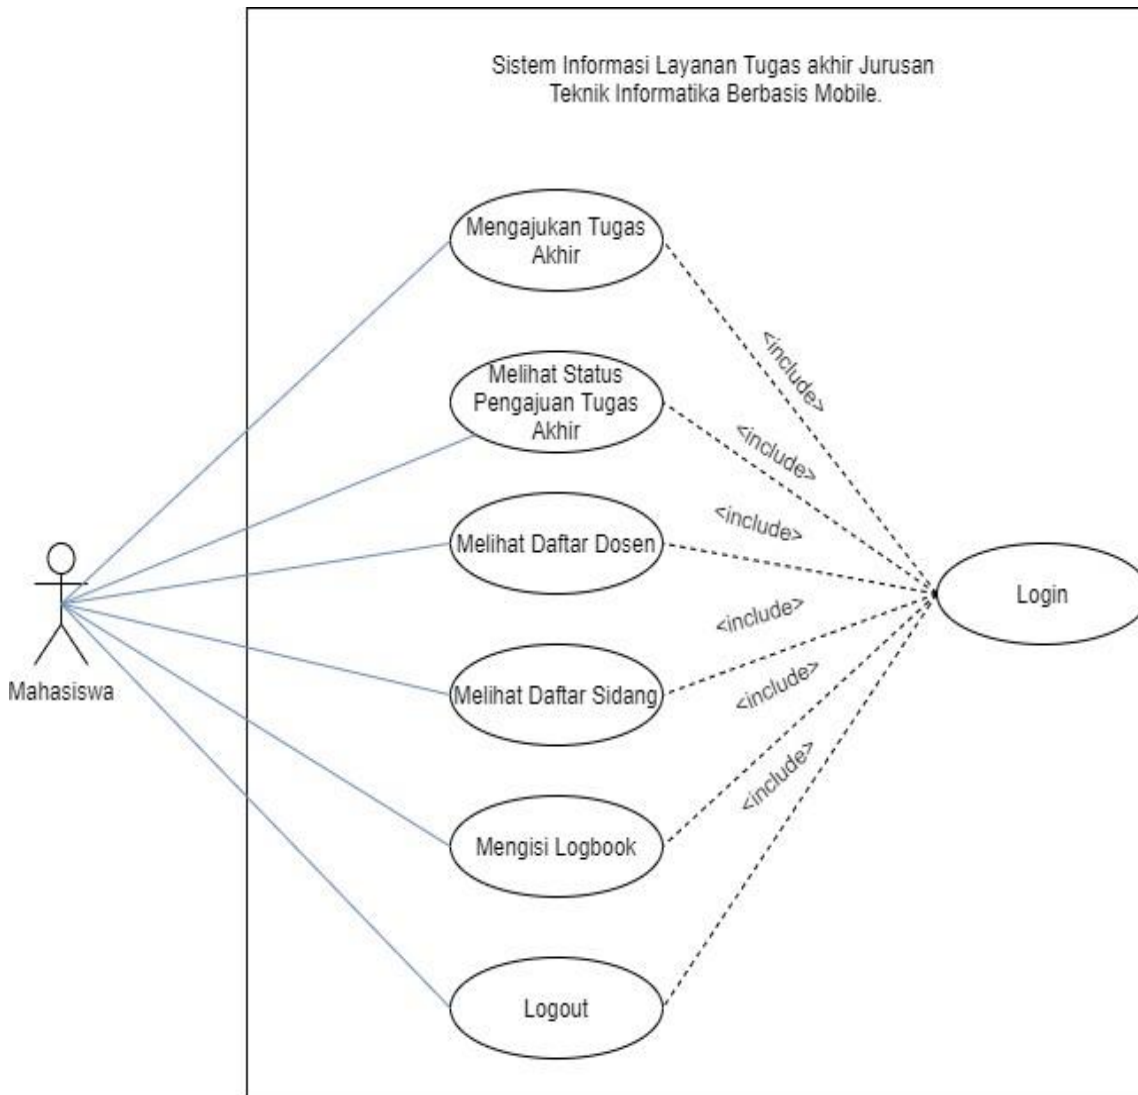 Sistem Informasi Layanan Tugas akhir Jurusan
Teknik Informatika Berbasis Mobile.
Mengajukan Tugas
Akhir
<include>
Melihat Status
Pengajuan Tugas
Akhir
<include>
Melihat Daftar Dosen
<include>
Login
Mahasiswa
Melihat Daftar Sidang
<include>
<include>
Mengisi Logbook
<include>
Logout